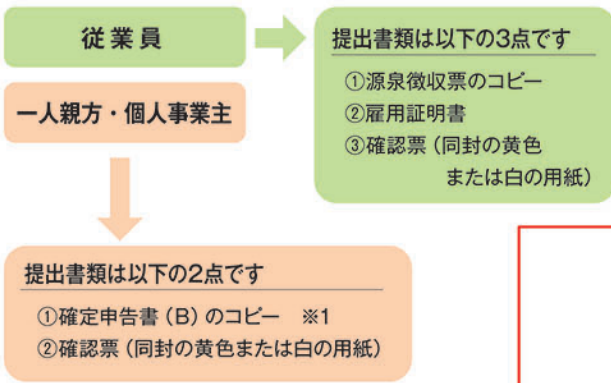 従業員
提出書類は以下の3点です
①源泉徴収票のコピー
②雇用証明書
③確認票(同封の黄色
または白の用紙)
一人親方・個人事業主
提出書類は以下の2点です
①確定申告書(B)のコピー ※1
②確認票(同封の黄色または白の用紙)